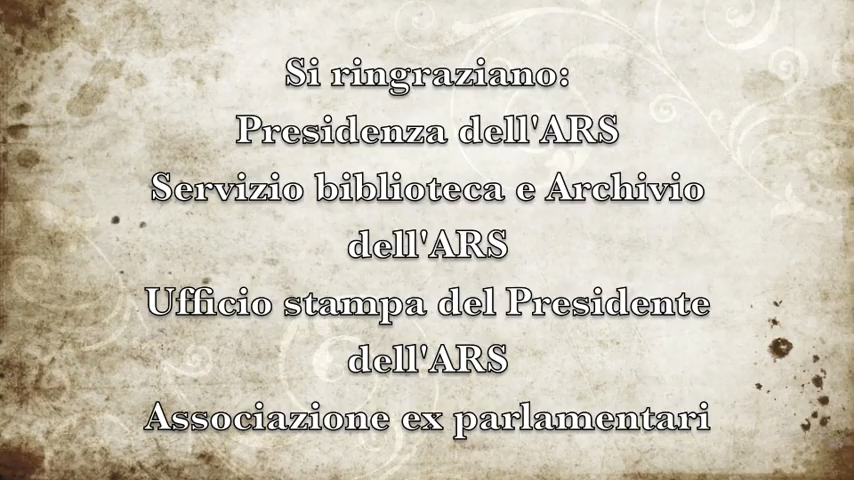 Si ringraziano:
Presidenza dell'ARS
Servizio biblioteca e Archivio
dell'ARS
Ufficio stampa del Presidente
dell'ARS
Associazione ex parlamentari